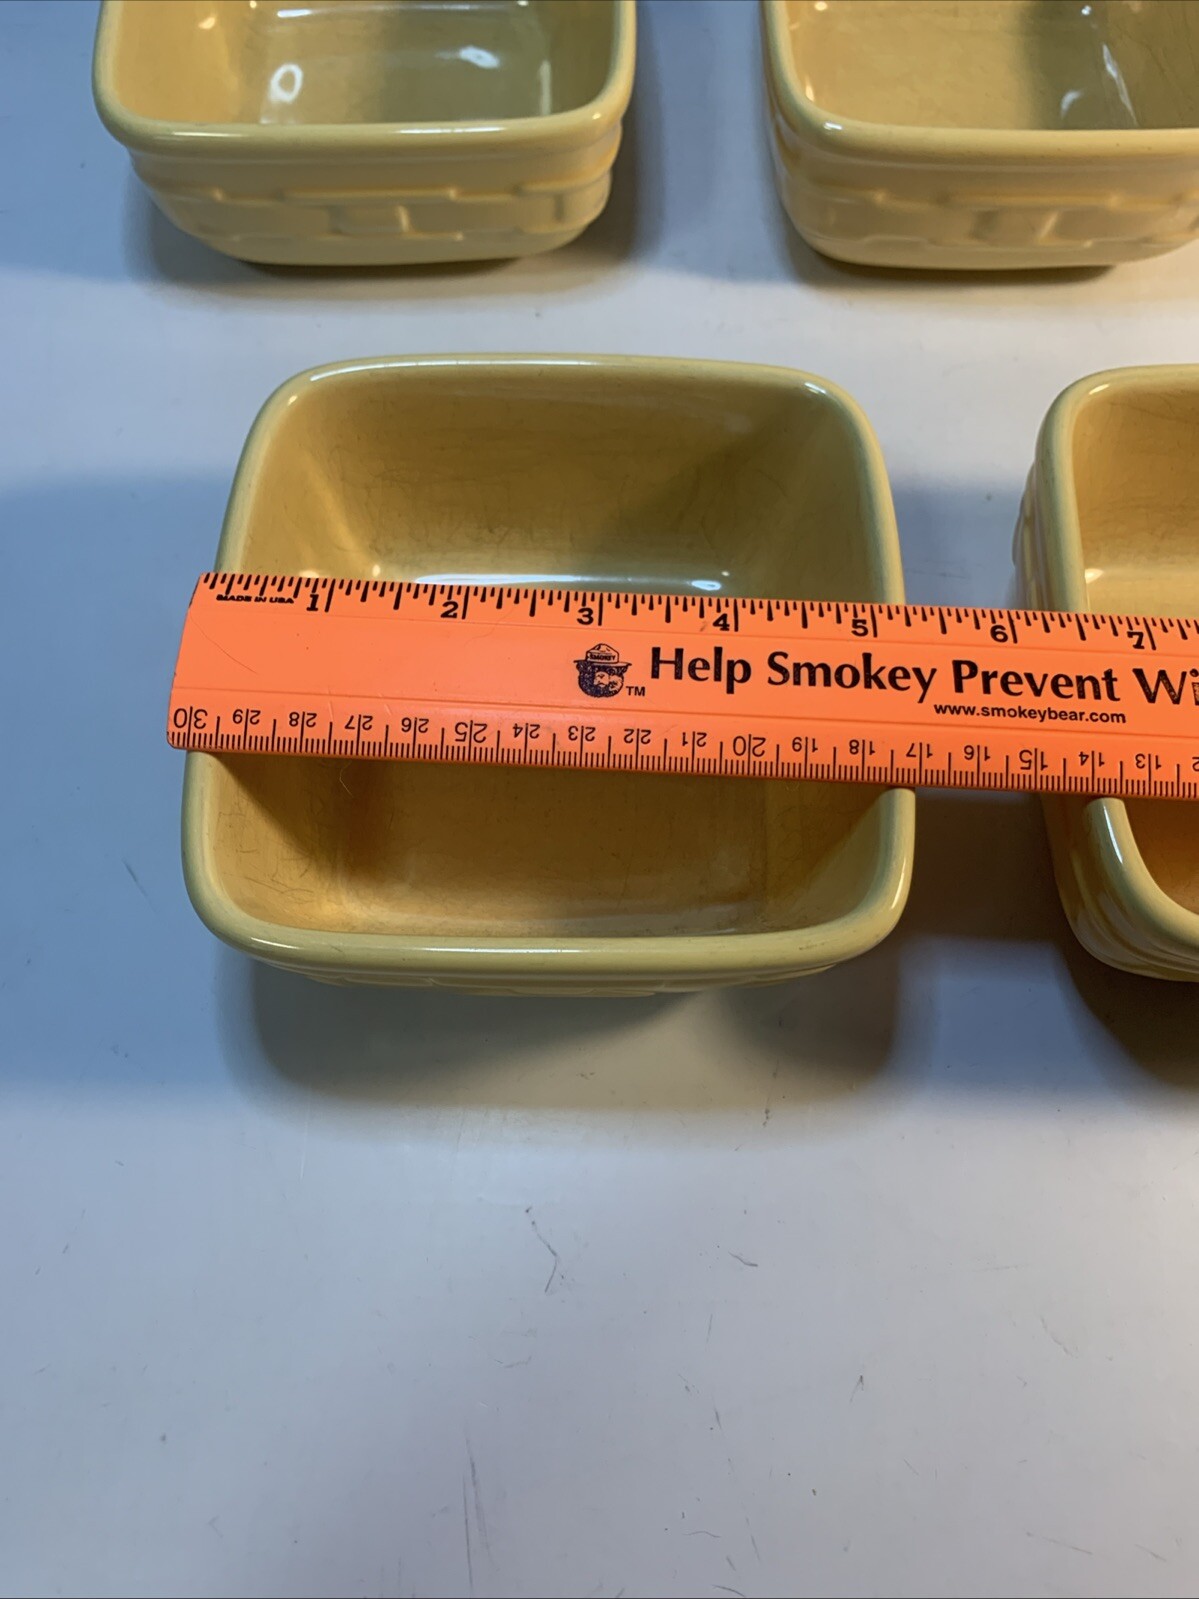 MADE IN USA
1 2 3 4 5 6 7
SMOKEY
TM
Help Smokey Prevent Wi
www.smokeybear.com
30 29 28 27 26 25 24 23 22 21 20 19 18 17 16 15 14 13 2